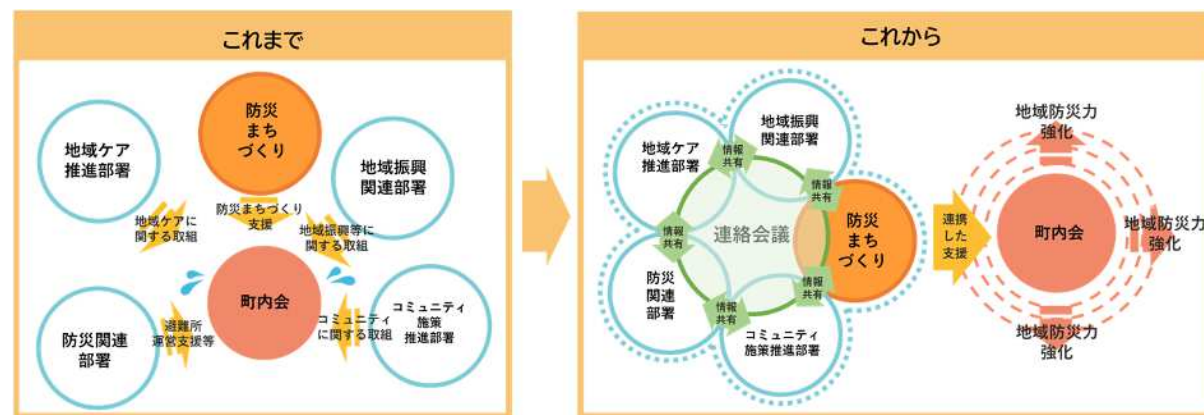 これまで
防災
まち
づくり
地域ケア
推進部署
地域振興
関連部署
地域ケアに
関する取組
防災まちづくり
支援
地域振興等に
関する取組
町内会
防災関連
部署
避難所
運営支援等
コミュニティ
に関する取組
コミュニティ
施策
推進部署
これから
地域振興
関連部署
地域ケア
推進部署
情報
共有
情報
共有
情報
共有
連絡会議
防災
まち
づくり
防災
関連
部署
情報
共有
情報
共有
コミュニティ
施策推進部署
連携
した
支援
地域防災力
強化
町内会
地域防災力
強化
地域防災力
強化